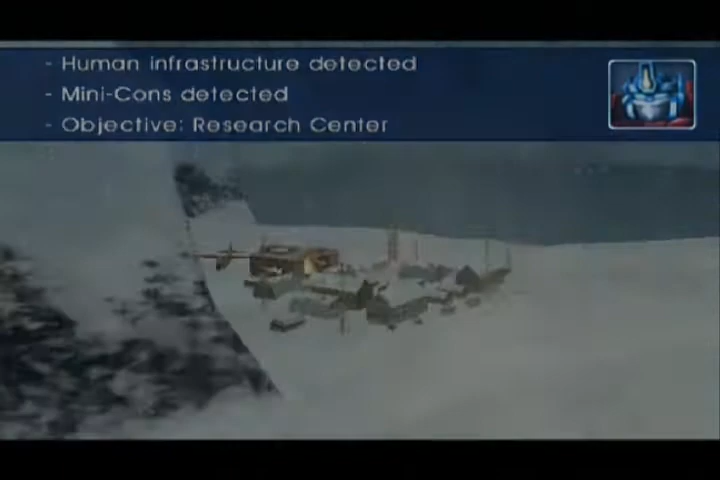 - Human infrastructure detected
- Mini-Cons detected
- Objective: Research Center